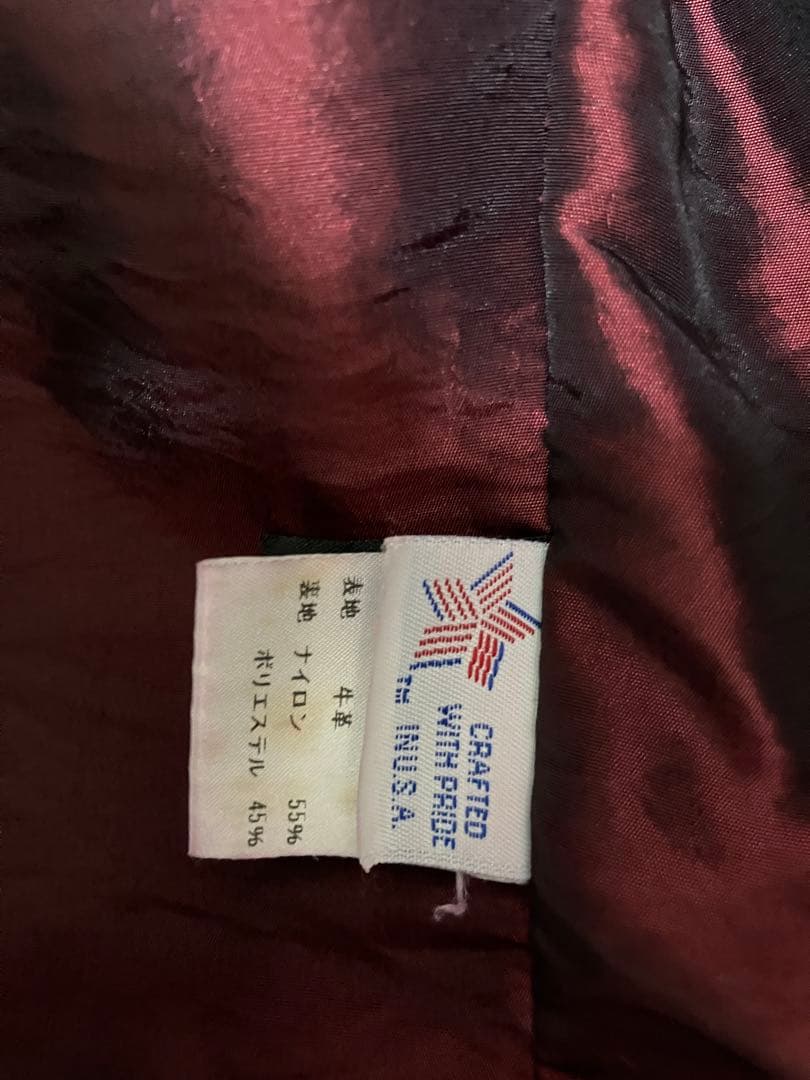 CRAFTED
WITH PRIDE
™ IN U.S.A.
表地 牛革
裏地 ナイロン 55%
ポリエステル 45%